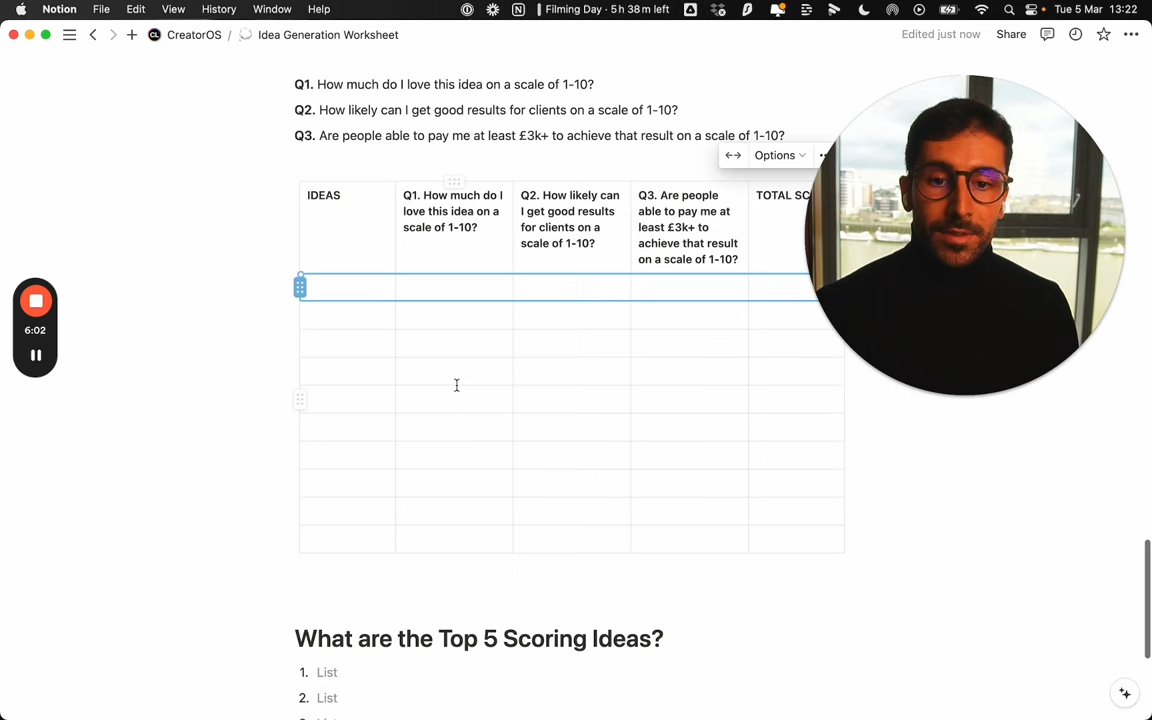 Notion File Edit View History Window Help Filming Day · 5 h 38 m left Tue 5 Mar 13:22
CreatorOS / Idea Generation Worksheet Edited just now Share
Q1. How much do I love this idea on a scale of 1-10?
Q2. How likely can I get good results for clients on a scale of 1-10?
Q3. Are people able to pay me at least £3k+ to achieve that result on a scale of 1-10?
Options
IDEAS
Q1. How much do I
love this idea on a
scale of 1-10?
Q2. How likely can
I get good results
for clients on a
scale of 1-10?
Q3. Are people
able to pay me at
least £3k+ to
achieve that result
on a scale of 1-10?
TOTAL
6:02
What are the Top 5 Scoring Ideas?
1. List
2. List